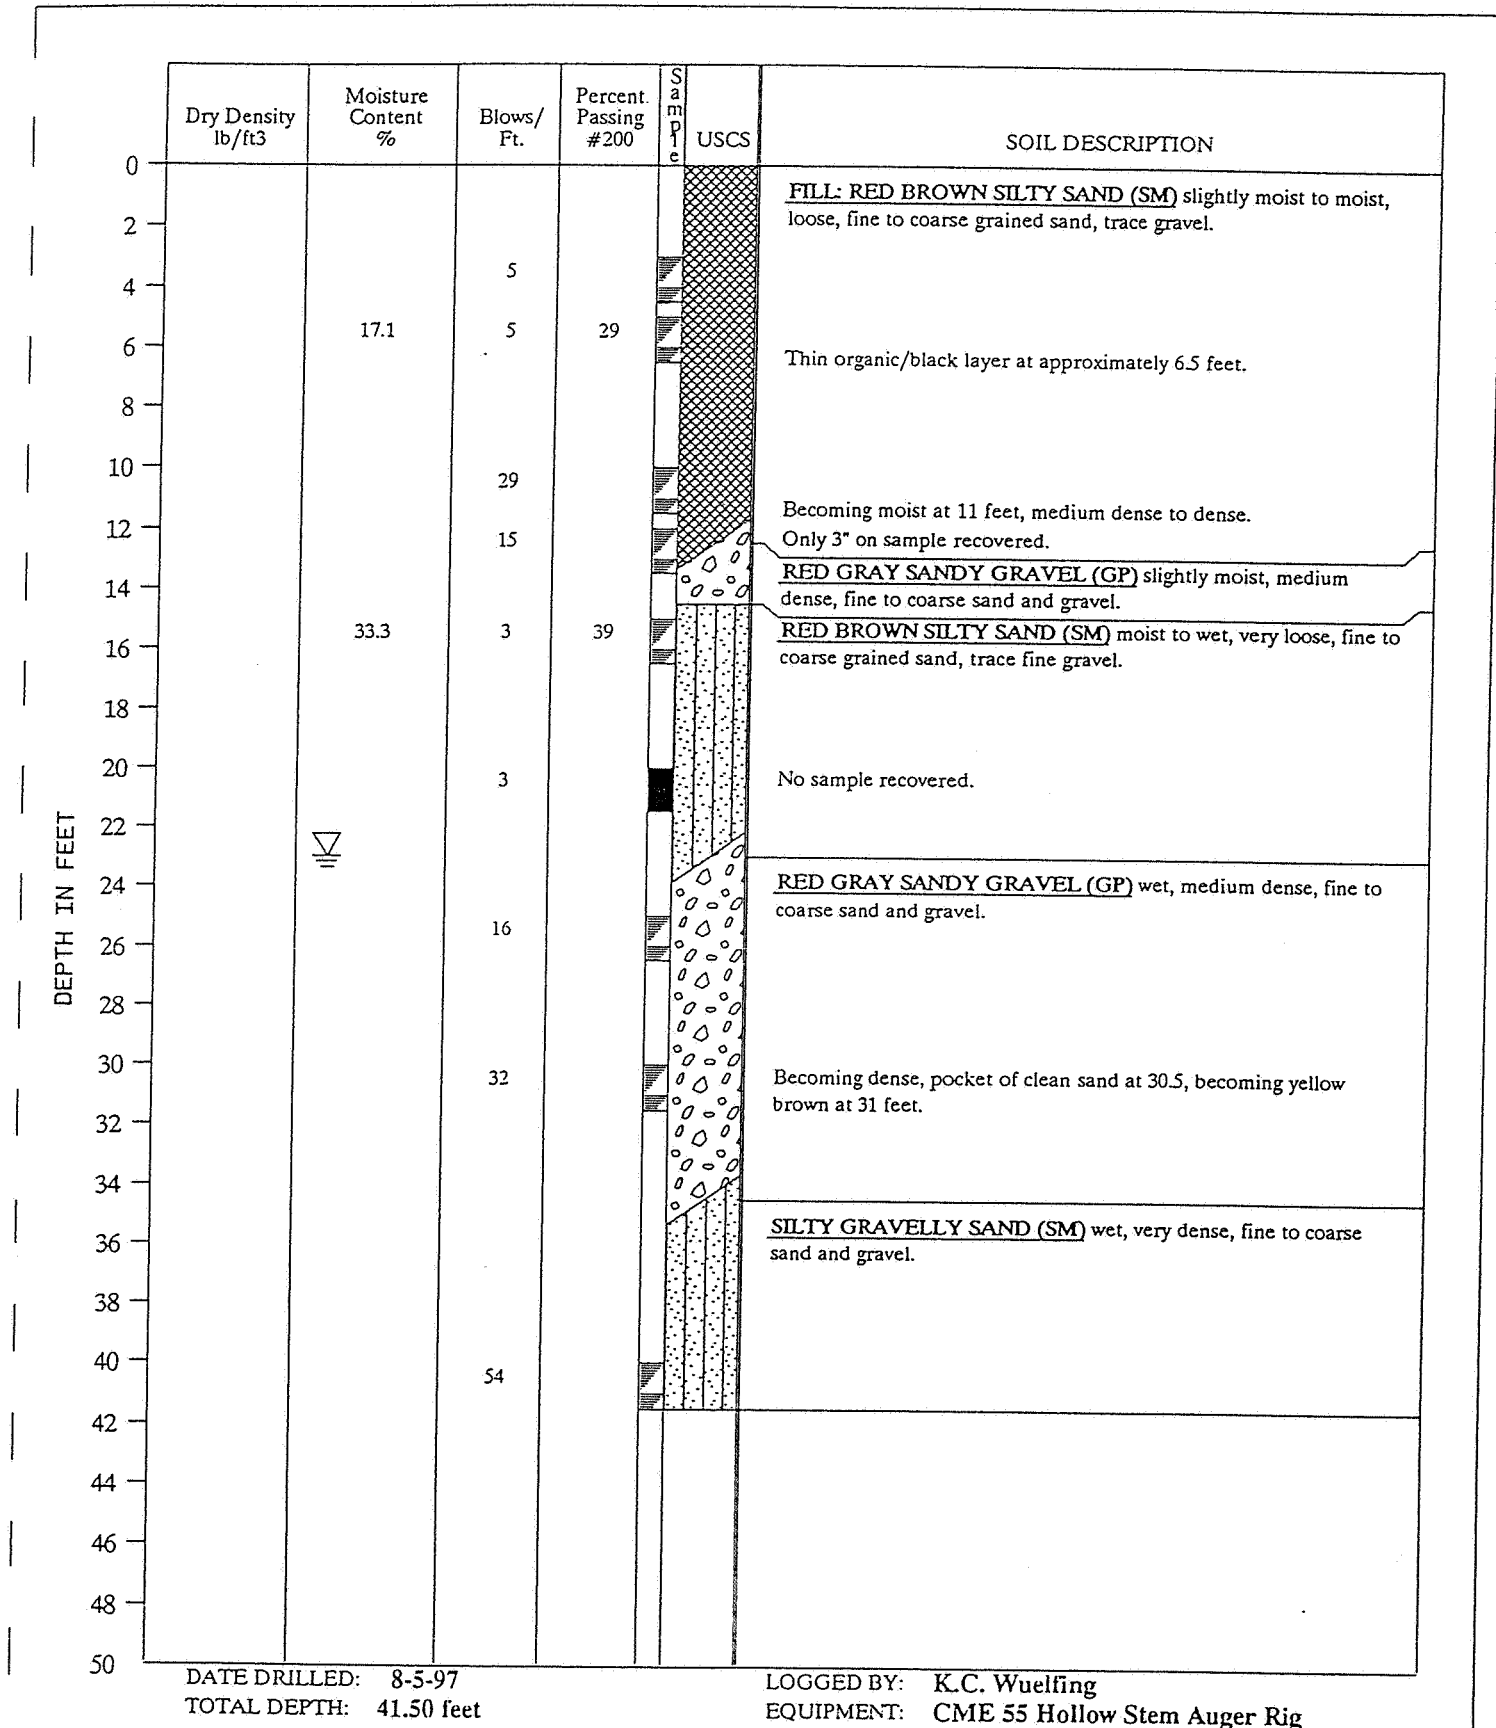 Dry Density
lb/ft3
Moisture
Content
%
Blows/
Ft.
Percent.
Passing
#200
Sample
USCS
SOIL DESCRIPTION
DEPTH IN FEET
0
2
4
6
8
10
12
14
16
18
20
22
24
26
28
30
32
34
36
38
40
42
44
46
48
50
5
17.1 5 29
29
15
33.3 3 39
3
16
32
54
FILL: RED BROWN SILTY SAND (SM) slightly moist to moist,
loose, fine to coarse grained sand, trace gravel.
Thin organic/black layer at approximately 6.5 feet.
Becoming moist at 11 feet, medium dense to dense.
Only 3" on sample recovered.
RED GRAY SANDY GRAVEL (GP) slightly moist, medium
dense, fine to coarse sand and gravel.
RED BROWN SILTY SAND (SM) moist to wet, very loose, fine to
coarse grained sand, trace fine gravel.
No sample recovered.
RED GRAY SANDY GRAVEL (GP) wet, medium dense, fine to
coarse sand and gravel.
Becoming dense, pocket of clean sand at 30.5, becoming yellow
brown at 31 feet.
SILTY GRAVELLY SAND (SM) wet, very dense, fine to coarse
sand and gravel.
DATE DRILLED: 8-5-97
TOTAL DEPTH: 41.50 feet
LOGGED BY: K.C. Wuelfing
EQUIPMENT: CME 55 Hollow Stem Auger Rig